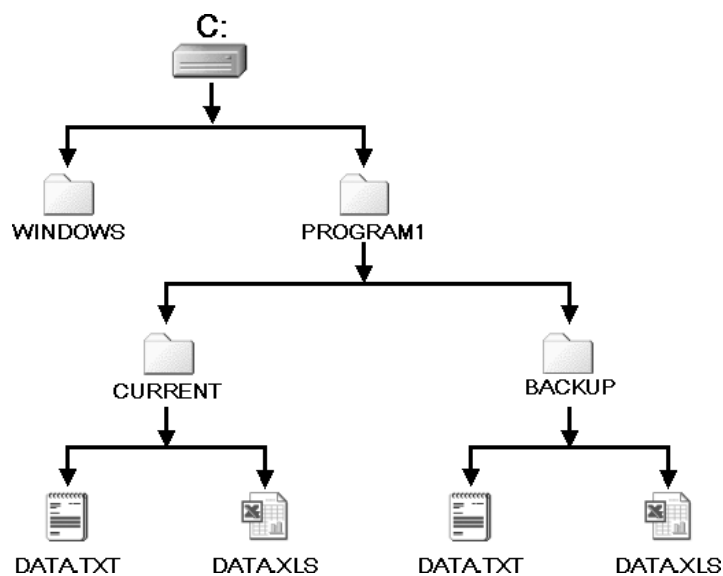 C:
WINDOWS PROGRAM1
CURRENT BACKUP
DATA.TXT DATA.XLS DATA.TXT DATA.XLS